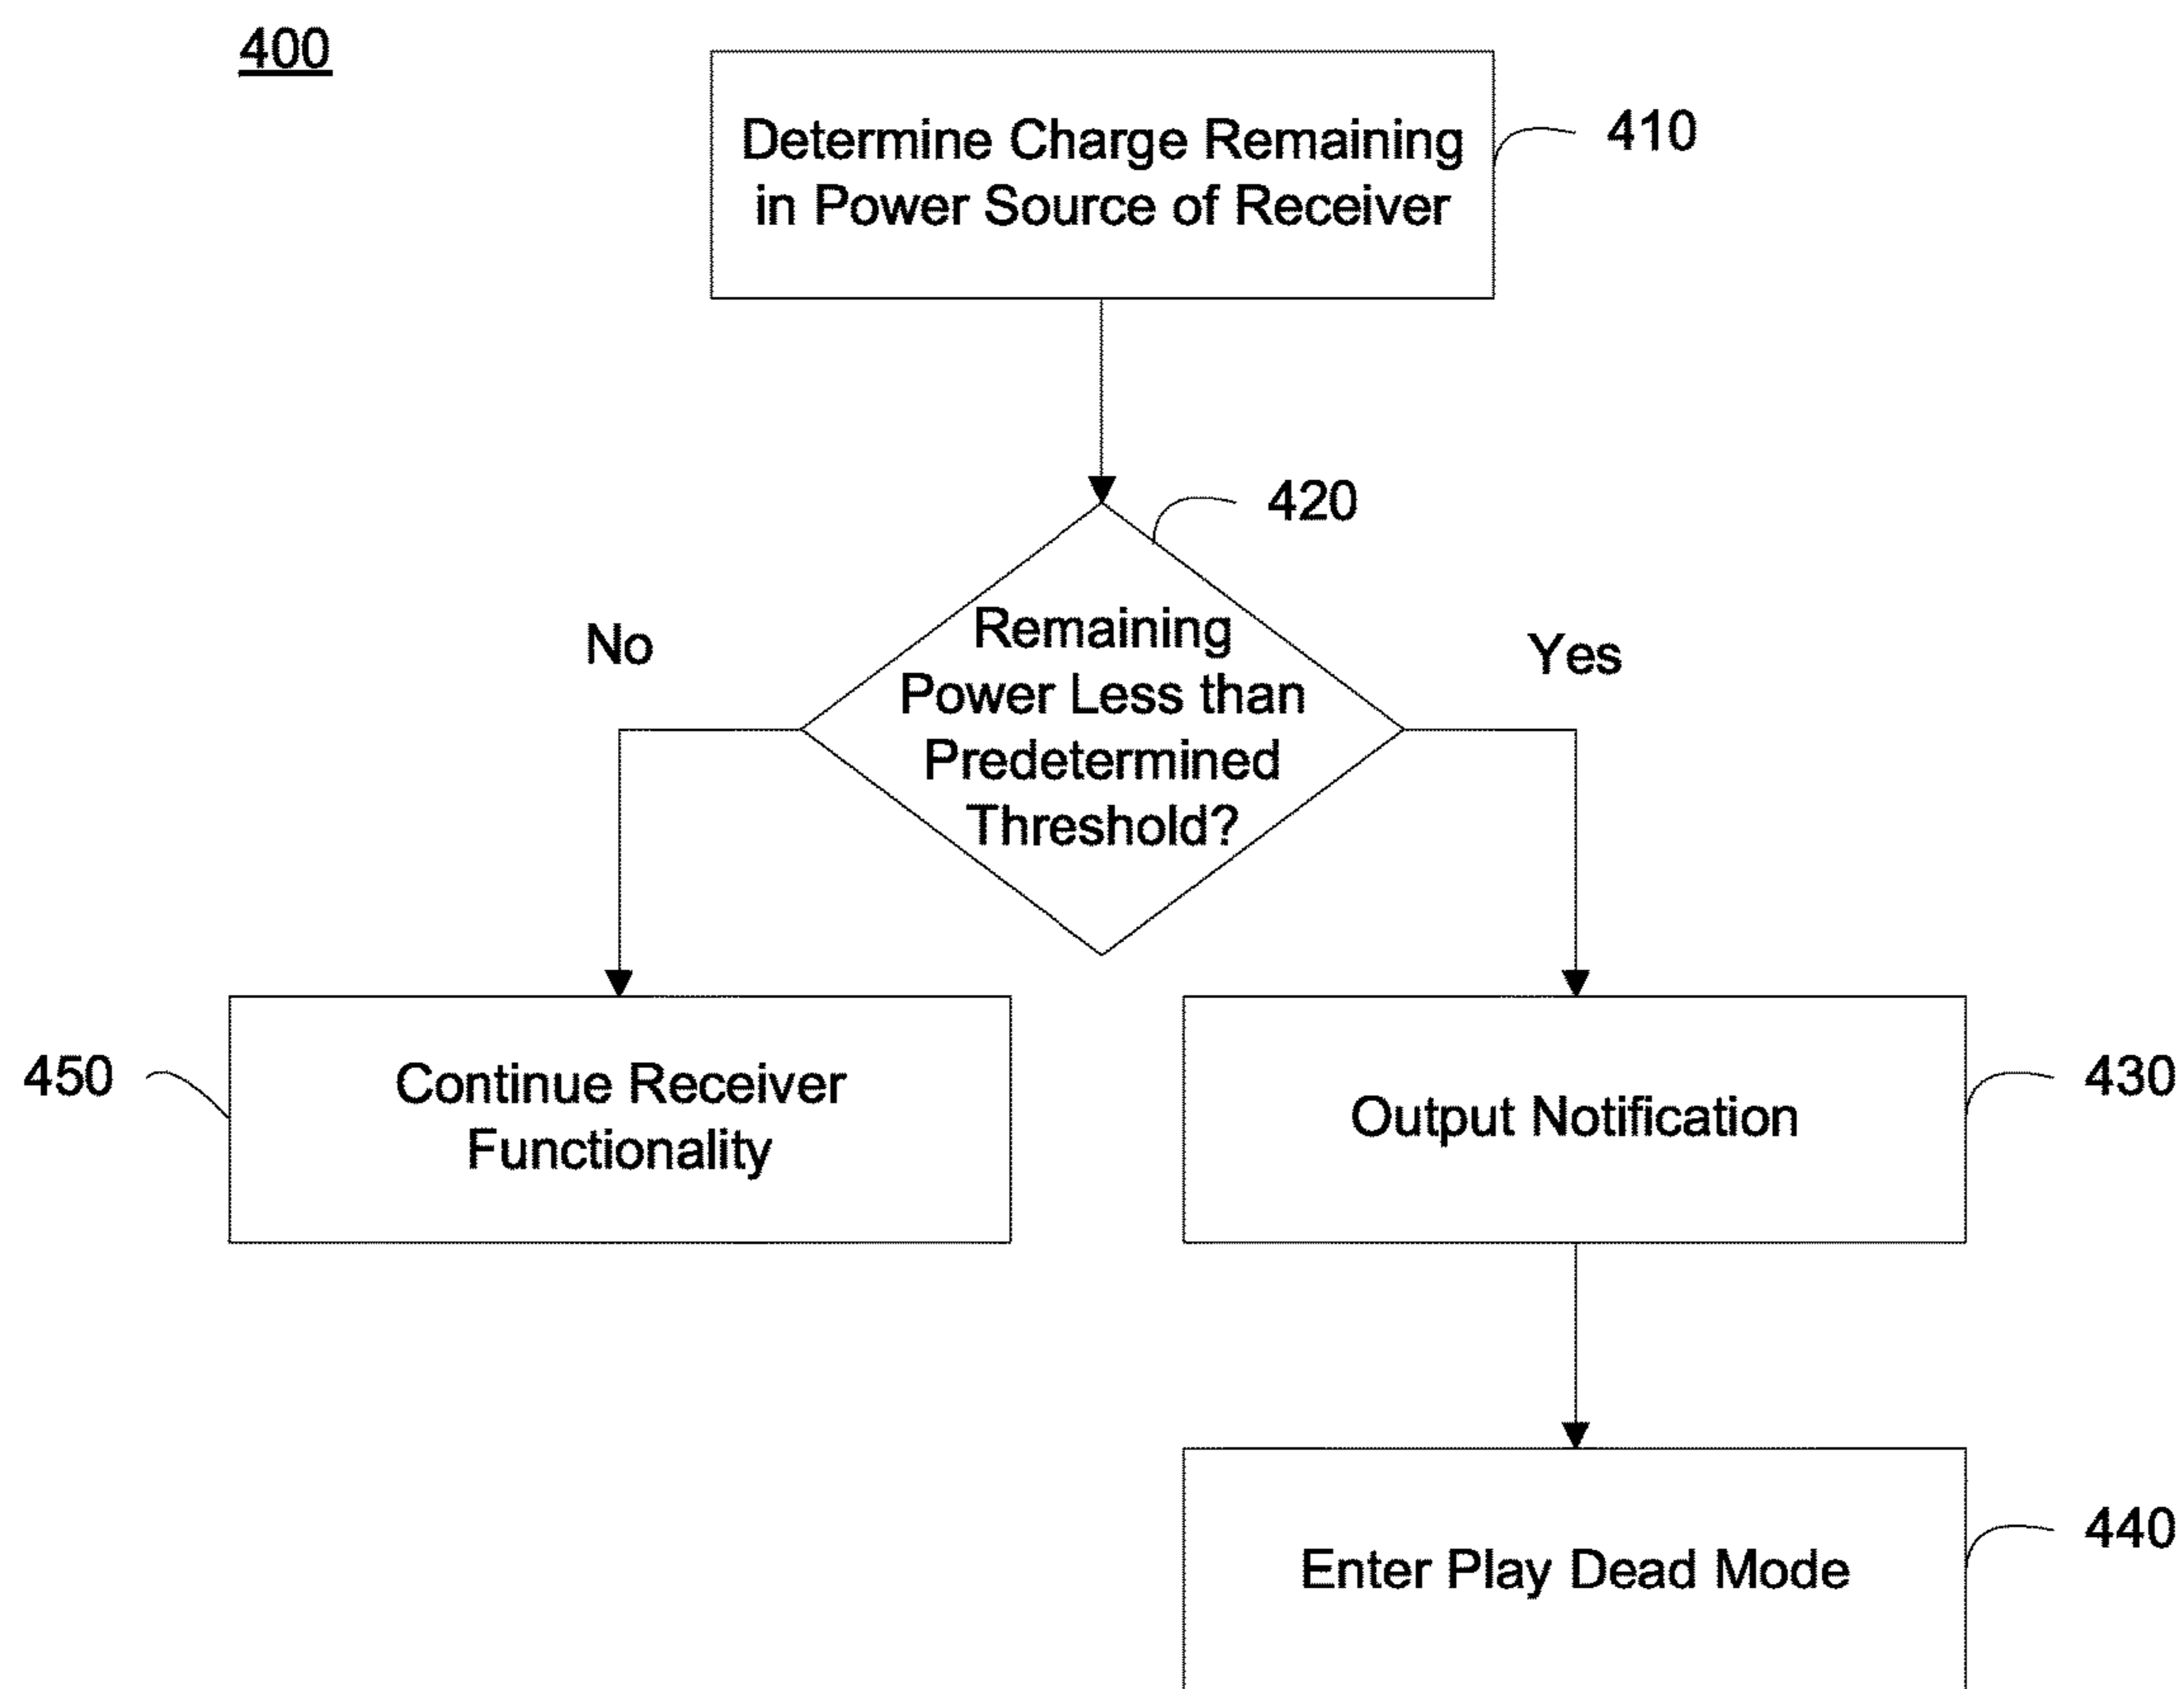 400
Determine Charge Remaining
in Power Source of Receiver
410
420
Remaining
Power Less than
Predetermined
Threshold?
No
Yes
450
Continue Receiver
Functionality
Output Notification
430
Enter Play Dead Mode
440